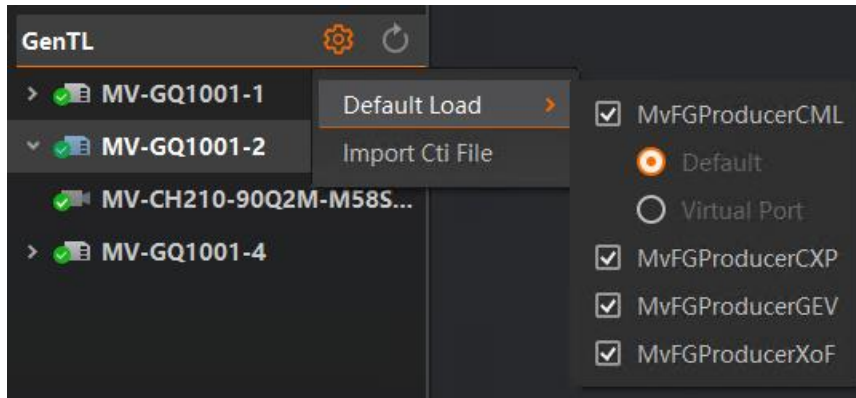 GenTL
MV-GQ1001-1
MV-GQ1001-2
MV-CH210-90Q2M-M58S...
MV-GQ1001-4
Default Load
Import Cti File
MvFGProducerCML
Default
Virtual Port
MvFGProducerCXP
MvFGProducerGEV
MvFGProducerXoF